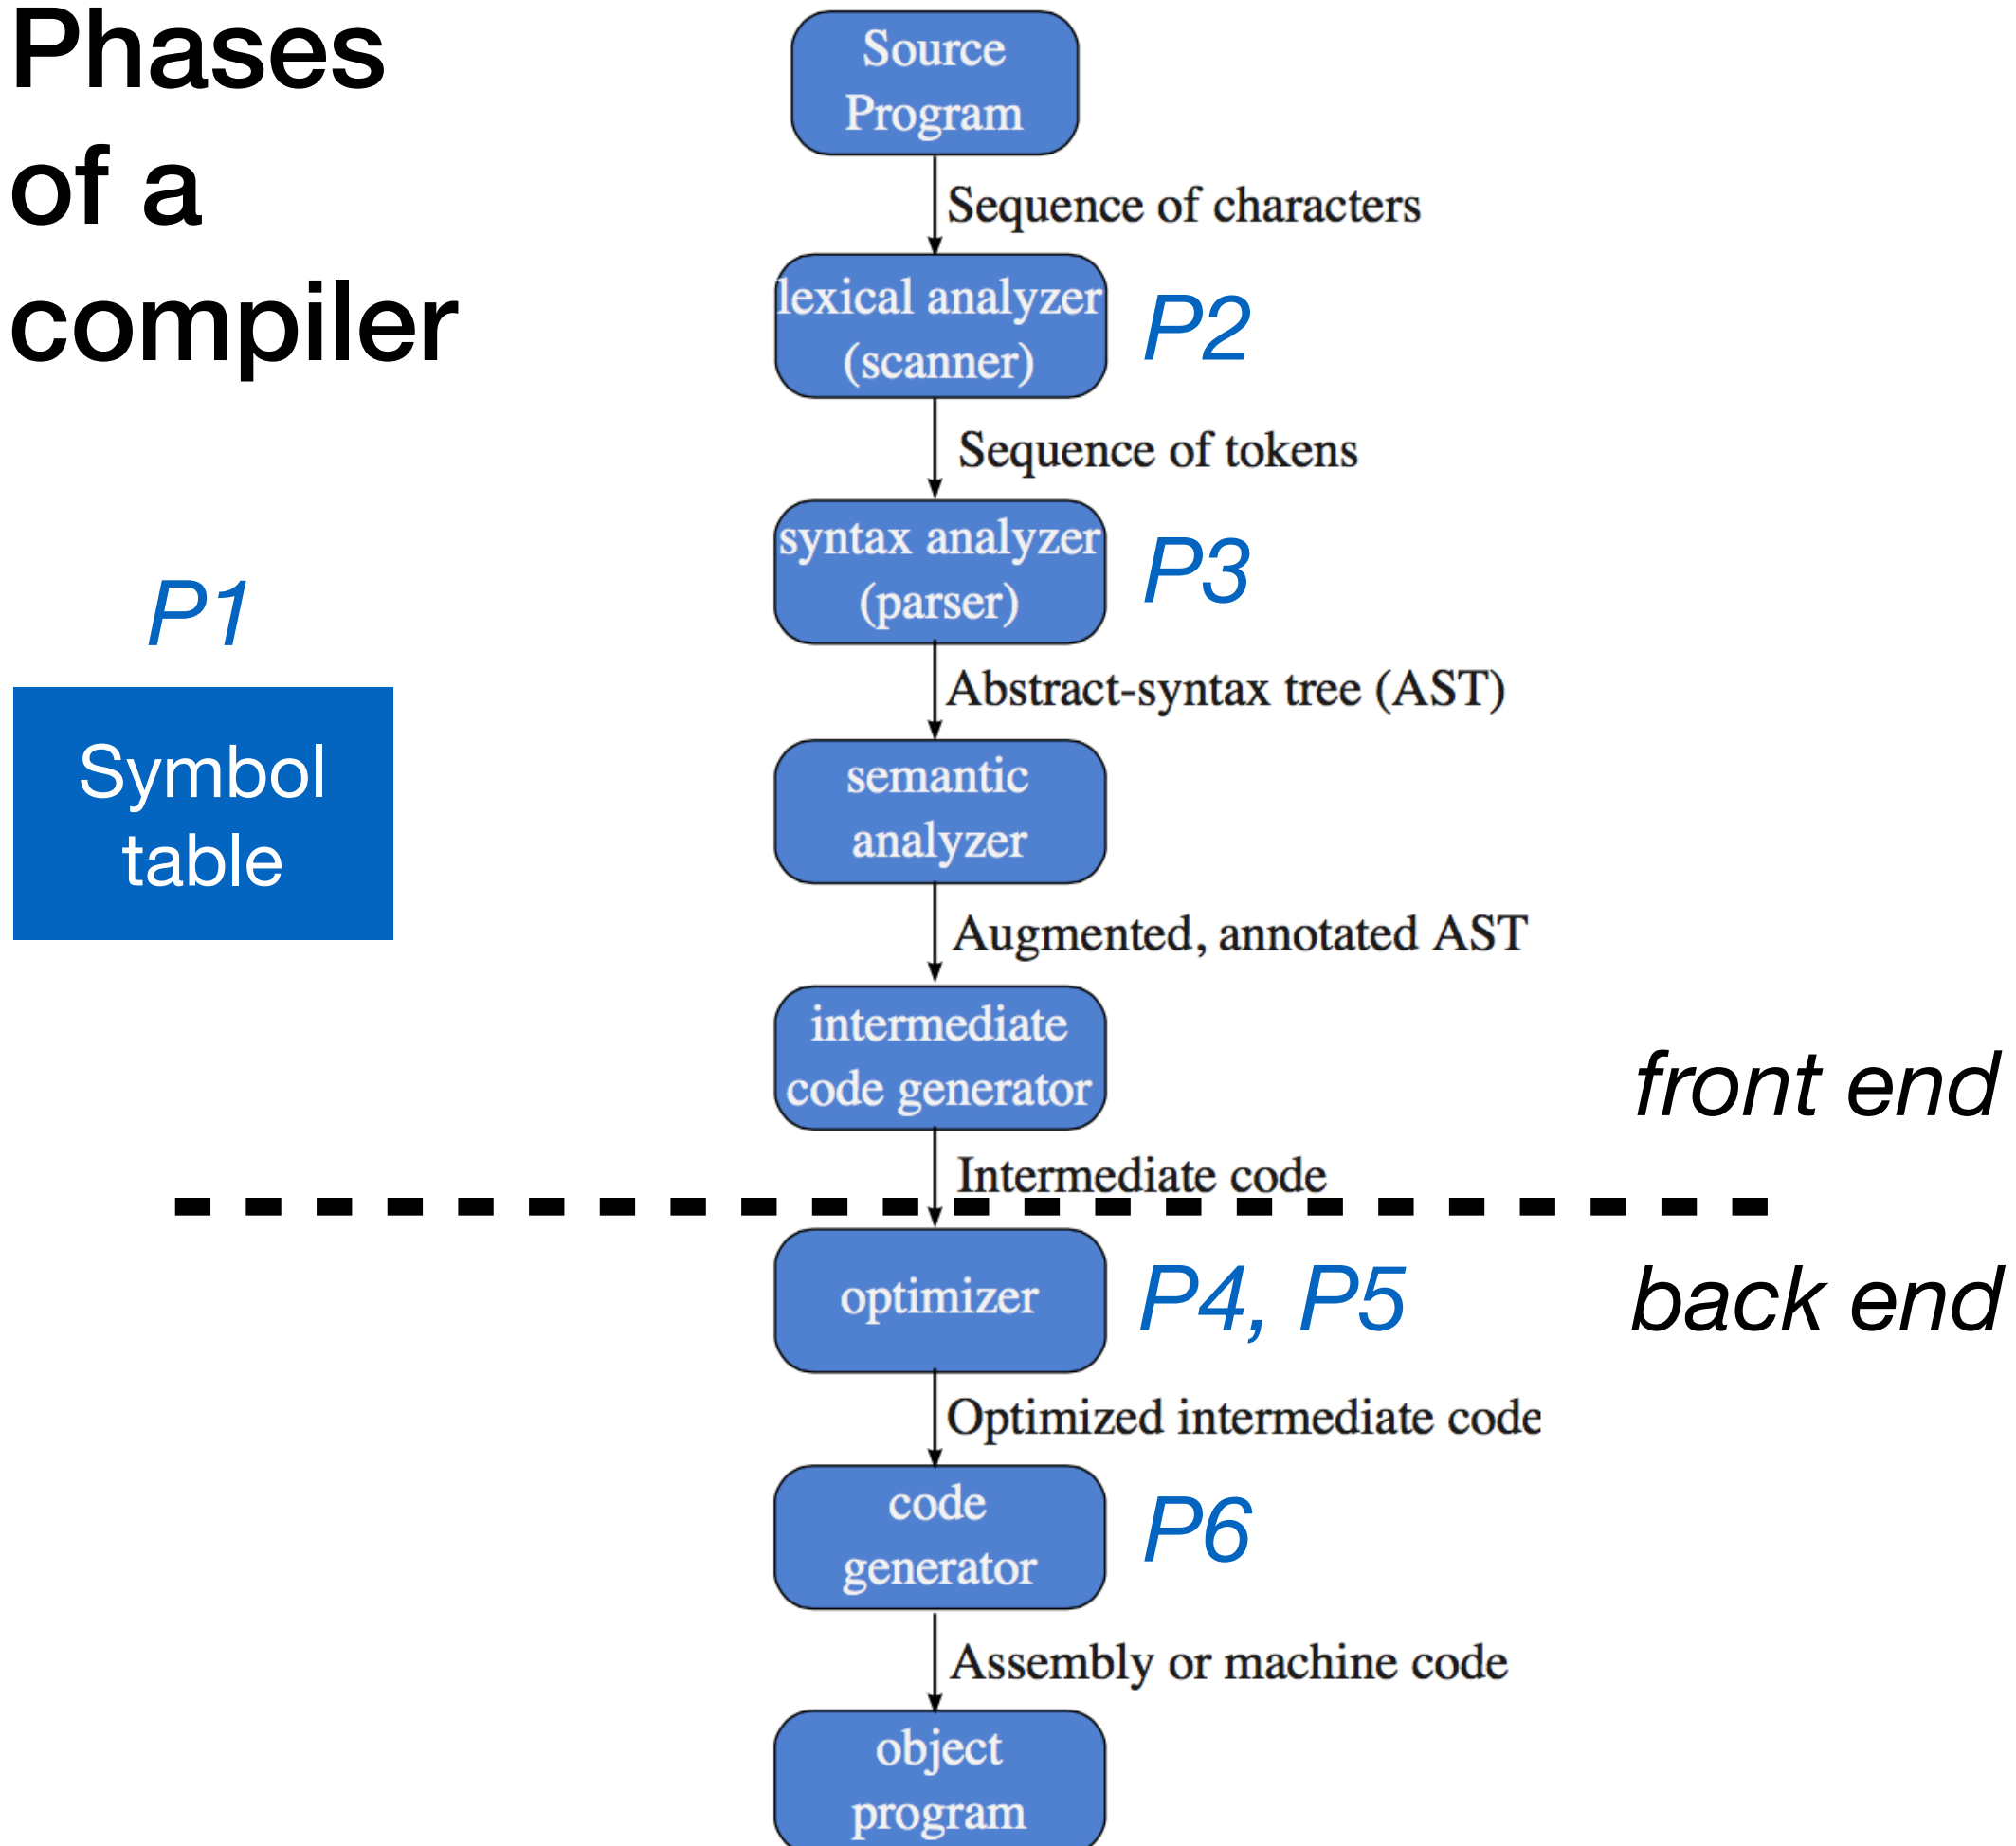 Phases
of a
compiler
Source
Program
Sequence of characters
lexical analyzer
(scanner)
P2
Sequence of tokens
syntax analyzer
(parser)
P3
P1
Symbol
table
Abstract-syntax tree (AST)
semantic
analyzer
Augmented, annotated AST
intermediate
code generator
front end
Intermediate code
optimizer
P4, P5
back end
Optimized intermediate code
code
generator
P6
Assembly or machine code
object
program